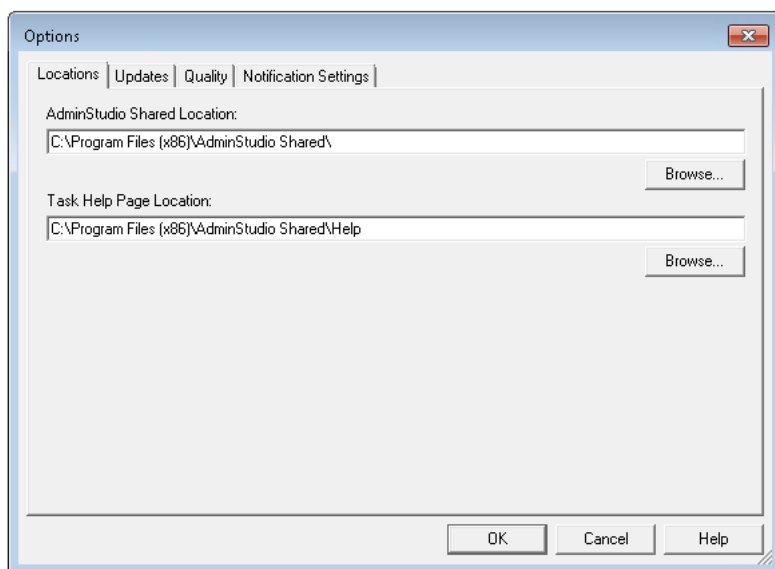 Options
Locations Updates Quality Notification Settings
AdminStudio Shared Location:
C:\Program Files (x86)\AdminStudio Shared\
Browse...
Task Help Page Location:
C:\Program Files (x86)\AdminStudio Shared\Help
Browse...
OK Cancel Help